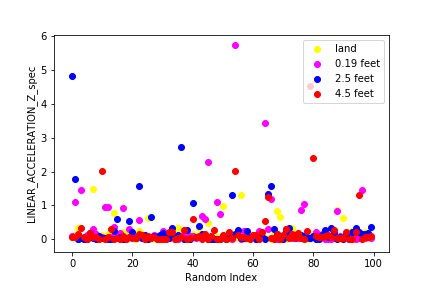 6
5
4
3
2
1
0
LINEAR_ACCELERATION_Z_spec
land
0.19 feet
2.5 feet
4.5 feet
0 20 40 60 80 100
Random Index